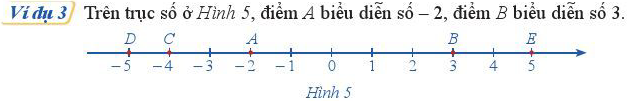 Ví dụ 3 Trên trục số ở Hình 5, điểm A biểu diễn số – 2, điểm B biểu diễn số 3.
D C A B E
–5 –4 –3 –2 –1 0 1 2 3 4 5
Hình 5